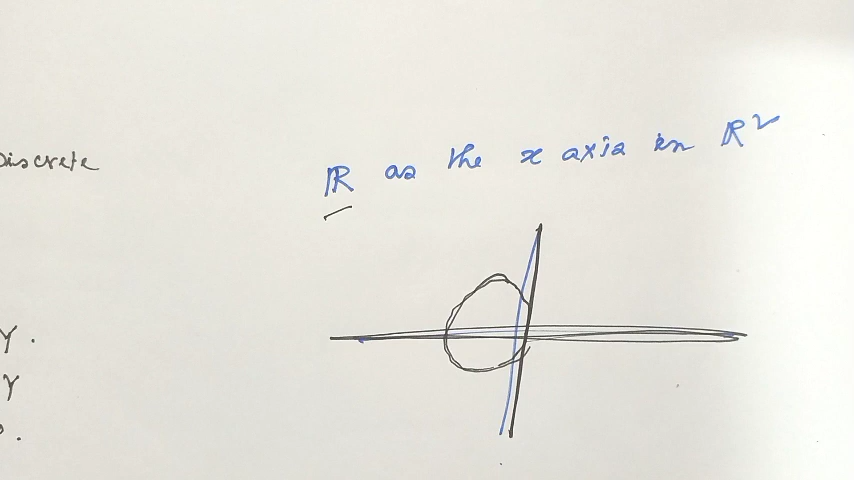 Discrete
R as the x axis in R²
Y.
Y